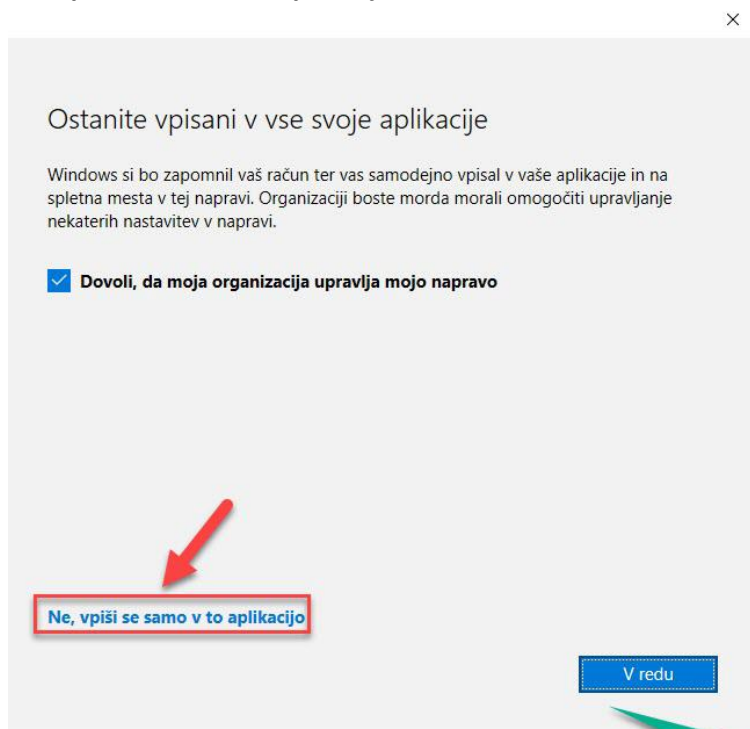 Ostanite vpisani v vse svoje aplikacije
Windows si bo zapomnil vaš račun ter vas samodejno vpisal v vaše aplikacije in na
spletna mesta v tej napravi. Organizaciji boste morda morali omogočiti upravljanje
nekaterih nastavitev v napravi.
Dovoli, da moja organizacija upravlja mojo napravo
Ne, vpiši se samo v to aplikacijo
V redu